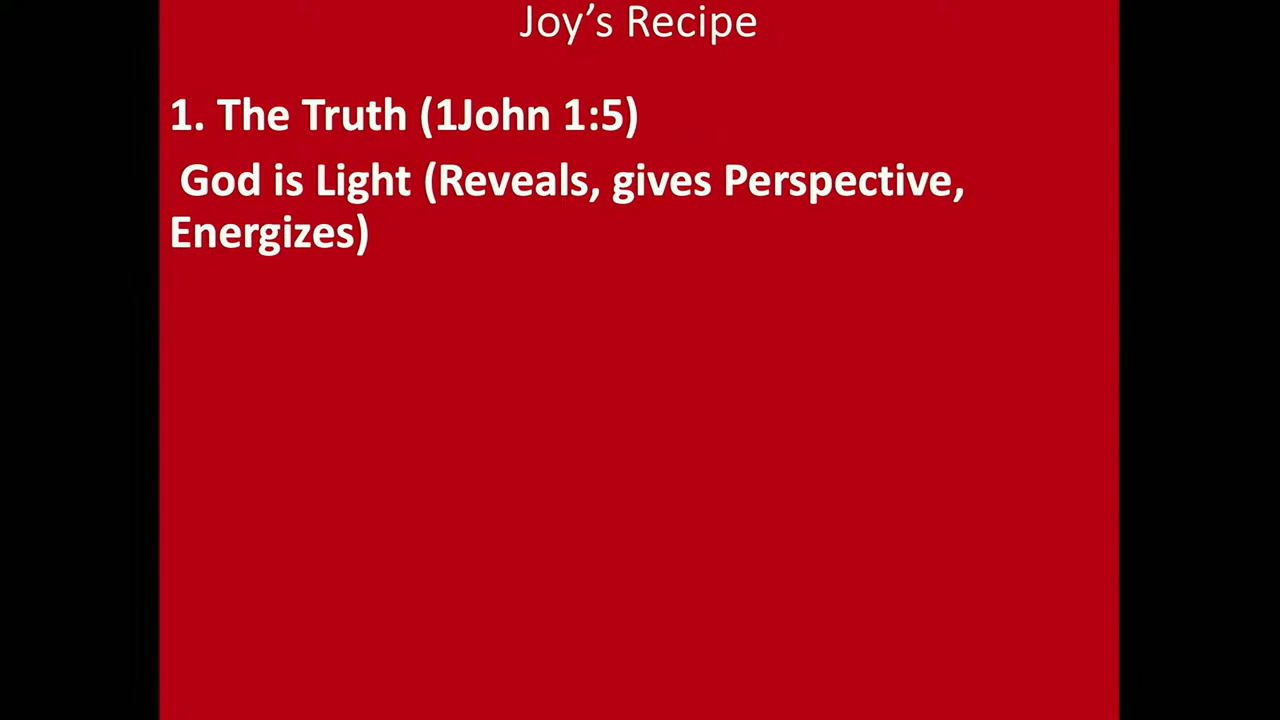 Joy’s Recipe
1. The Truth (1John 1:5)
God is Light (Reveals, gives Perspective,
Energizes)